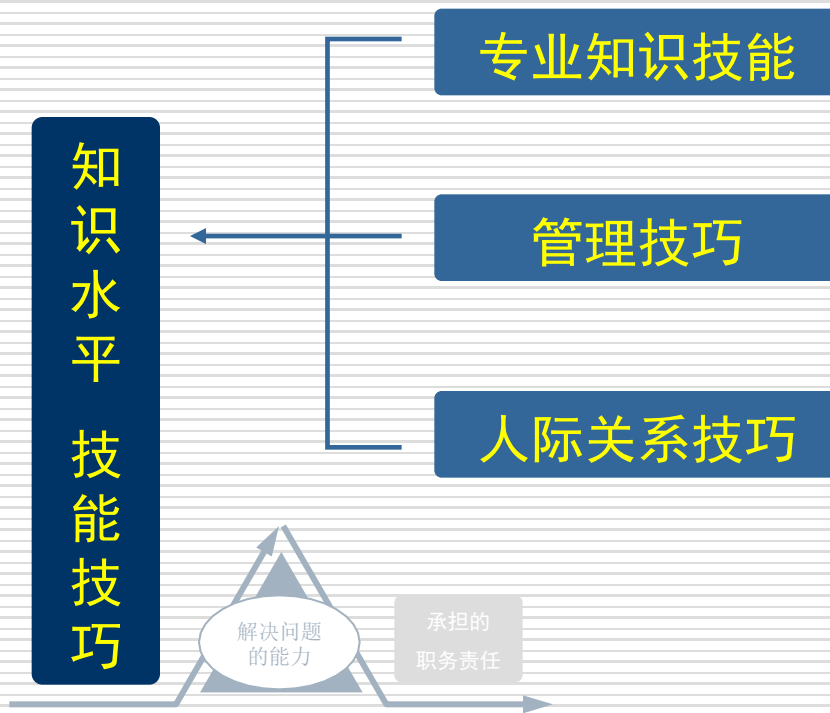 知识水平 技能技巧
专业知识技能
管理技巧
人际关系技巧
解决问题
的能力
承担的
职务责任